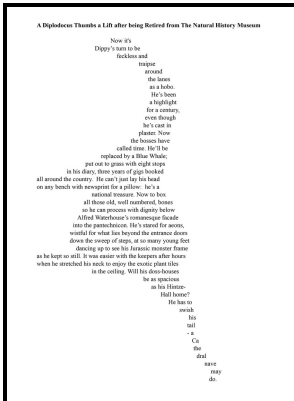 A Diplodocus Thumbs a Lift after being Retired from The Natural History Museum
Now it's
Dippy's turn to be
feckless and
traipse
around
the lanes
as a hobo.
He's been
a highlight
for a century,
even though
he's cast in
plaster. Now
the bosses have
called time. He'll be
replaced by a Blue Whale;
put out to grass with eight stops
in his diary, three years of gigs booked
all around the country. He can't just lay his head
on any bench with newsprint for a pillow: he's a
national treasure. Now to box
all those old, well numbered, bones
so he can process with dignity below
Alfred Waterhouse's romanesque facade
into the pantechnicon. He's stared for aeons,
wistful for what lies beyond the entrance doors
down the sweep of steps, at so many young feet
dancing up to see his Jurassic monster frame
as he kept so still. It was easier with the keepers after hours
when he stretched his neck to enjoy the exotic plant tiles
in the ceiling. Will his doss-houses
be as spacious
as his Hintze-
Hall home?
He has to
swish
his
tail
- a
Ca
the
dral
nave
may
do.